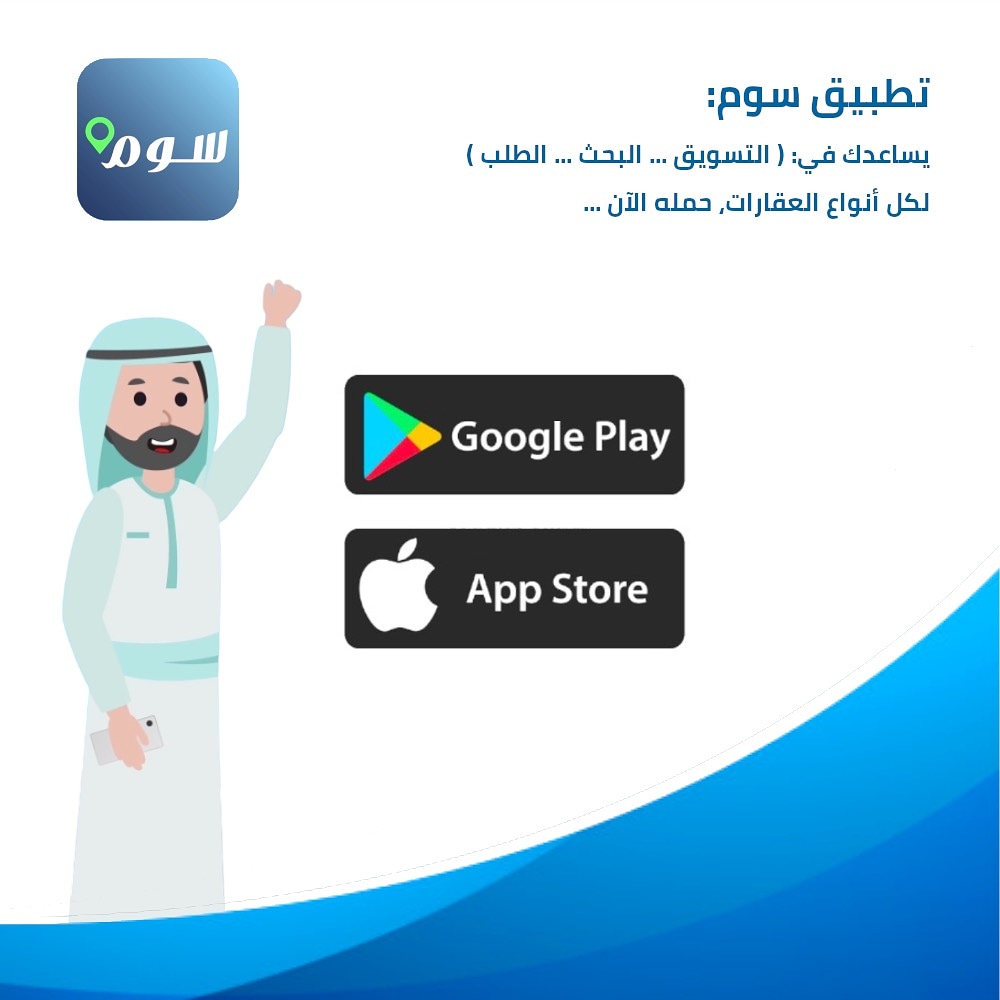 سوم
تطبيق سوم:
يساعدك في: ( التسويق ... البحث ... الطلب )
لكل أنواع العقارات, حمله الآن ...
Google Play
App Store